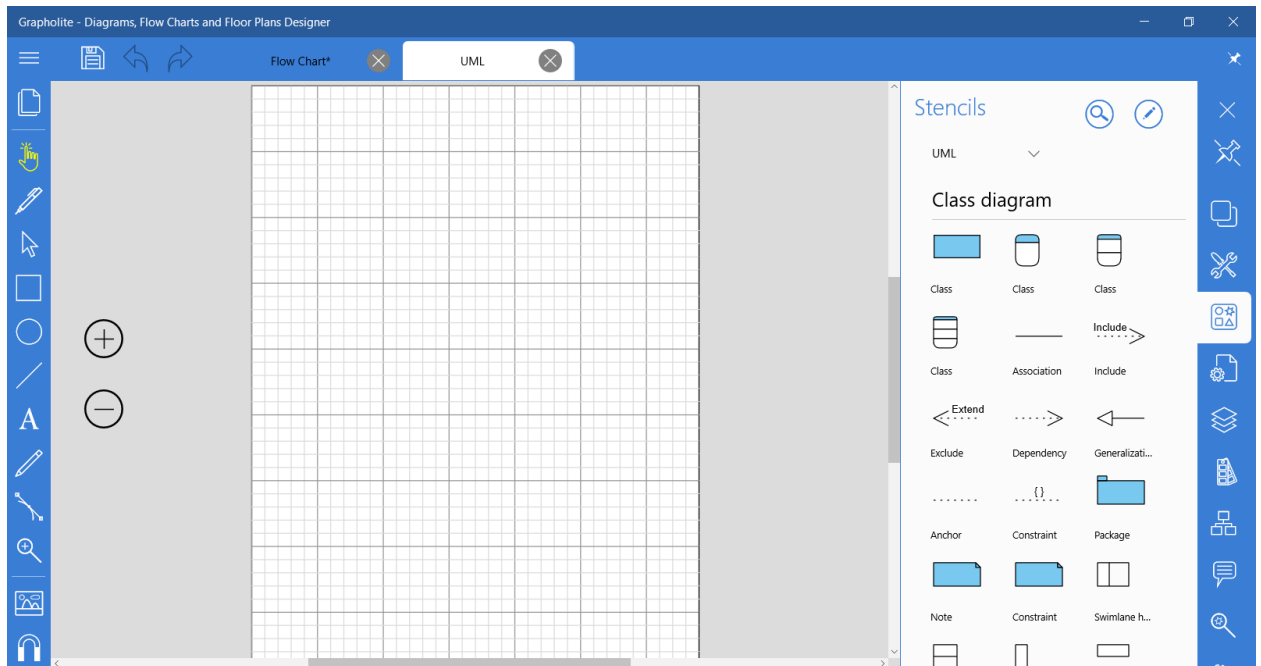 Grapholite - Diagrams, Flow Charts and Floor Plans Designer
Flow Chart*
UML
Stencils
UML
Class diagram
Class Class Class
Include
Class Association Include
Extend
Exclude Dependency Generalizati...
{}
Anchor Constraint Package
Note Constraint Swimlane h...
A